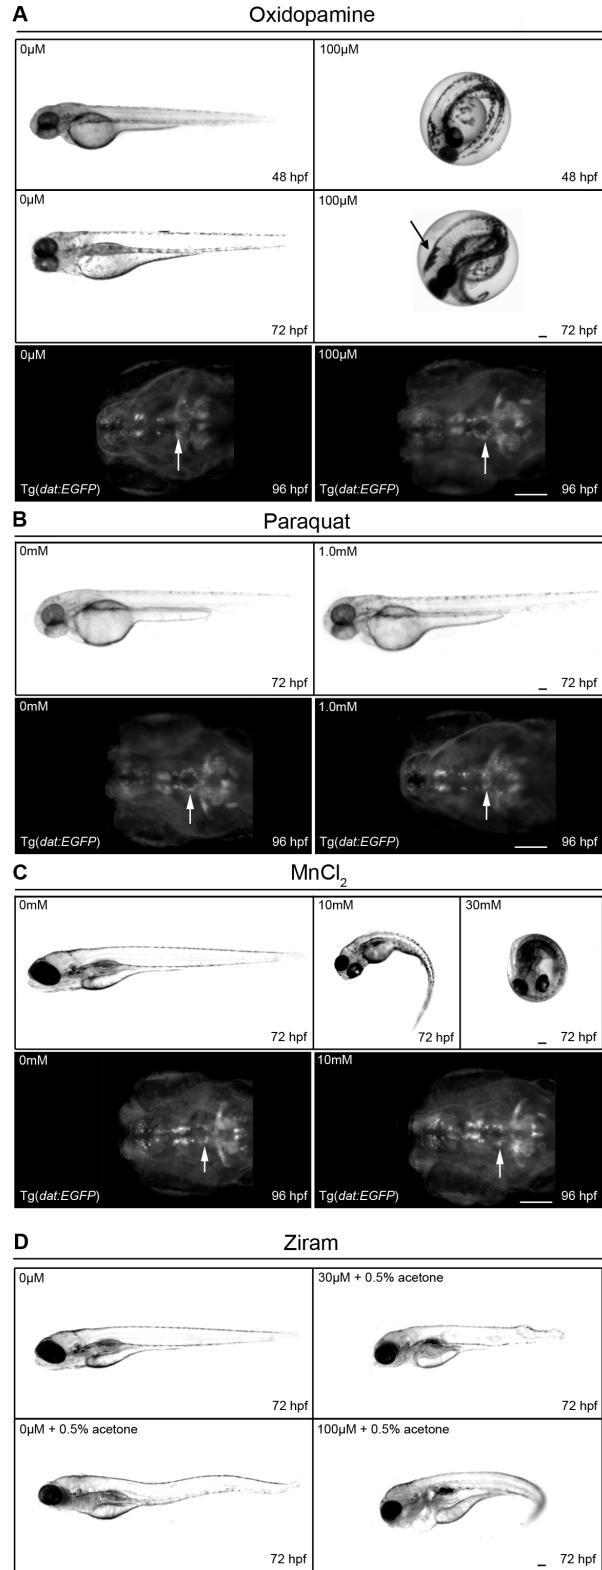 A
Oxidopamine
0µM
100µM
48 hpf
48 hpf
0µM
100µM
72 hpf
72 hpf
0µM
100µM
Tg(dat:EGFP)
96 hpf
Tg(dat:EGFP)
96 hpf
B
Paraquat
0mM
1.0mM
72 hpf
72 hpf
0mM
1.0mM
Tg(dat:EGFP)
96 hpf
Tg(dat:EGFP)
96 hpf
C
MnCl2
0mM
10mM
30mM
72 hpf
72 hpf
72 hpf
0mM
10mM
Tg(dat:EGFP)
96 hpf
Tg(dat:EGFP)
96 hpf
D
Ziram
0µM
30µM + 0.5% acetone
72 hpf
72 hpf
0µM + 0.5% acetone
100µM + 0.5% acetone
72 hpf
72 hpf